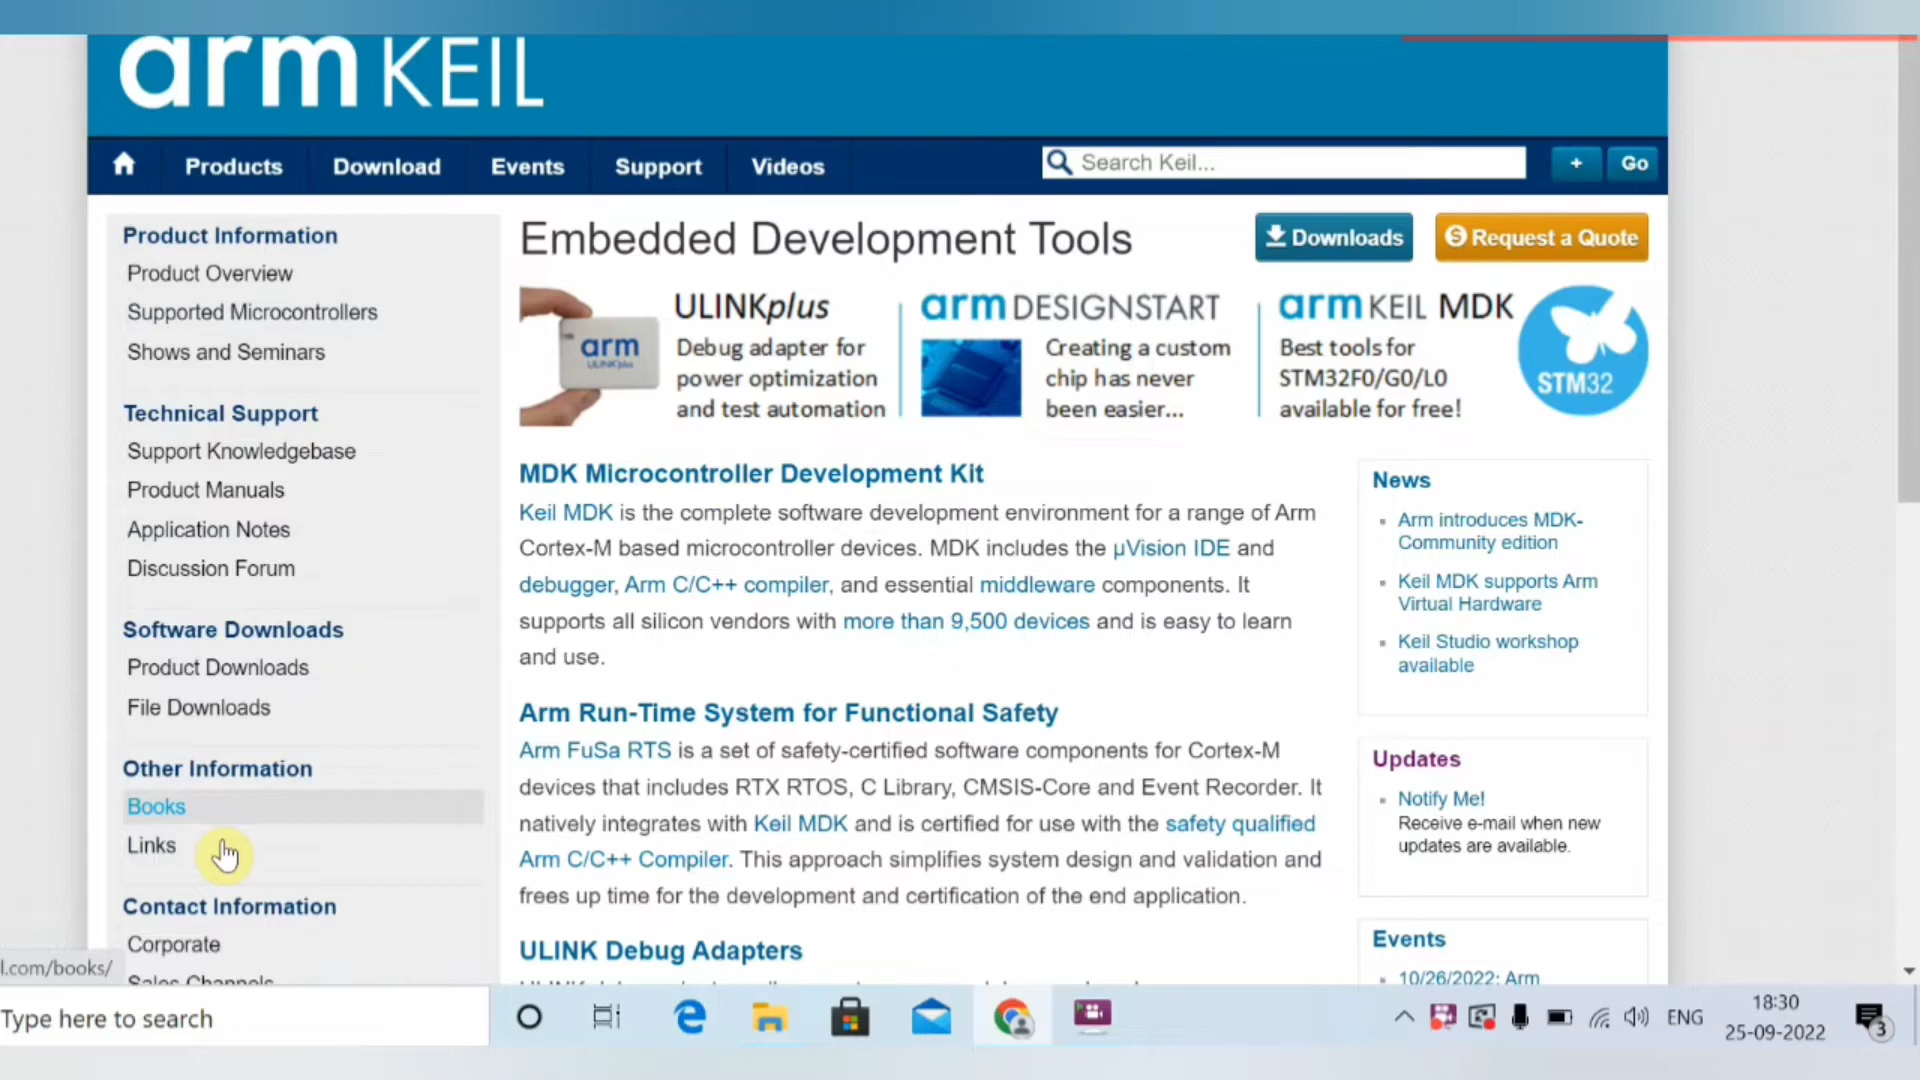 arm KEIL
Products Download Events Support Videos
Search Keil... + Go
Product Information
Product Overview
Supported Microcontrollers
Shows and Seminars
Technical Support
Support Knowledgebase
Product Manuals
Application Notes
Discussion Forum
Software Downloads
Product Downloads
File Downloads
Other Information
Books
Links
Contact Information
Corporate
Sales Channels
Embedded Development Tools
Downloads
Request a Quote
arm
ULINKplus
ULINKplus
Debug adapter for
power optimization
and test automation
arm DESIGNSTART
Creating a custom
chip has never
been easier...
arm KEIL MDK
Best tools for
STM32F0/G0/L0
available for free!
STM32
MDK Microcontroller Development Kit
Keil MDK is the complete software development environment for a range of Arm
Cortex-M based microcontroller devices. MDK includes the µVision IDE and
debugger, Arm C/C++ compiler, and essential middleware components. It
supports all silicon vendors with more than 9,500 devices and is easy to learn
and use.
Arm Run-Time System for Functional Safety
Arm FuSa RTS is a set of safety-certified software components for Cortex-M
devices that includes RTX RTOS, C Library, CMSIS-Core and Event Recorder. It
natively integrates with Keil MDK and is certified for use with the safety qualified
Arm C/C++ Compiler. This approach simplifies system design and validation and
frees up time for the development and certification of the end application.
ULINK Debug Adapters
News
Arm introduces MDK-
Community edition
Keil MDK supports Arm
Virtual Hardware
Keil Studio workshop
available
Updates
Notify Me!
Receive e-mail when new
updates are available.
Events
10/26/2022: Arm
l.com/books/
Type here to search
ENG
18:30
25-09-2022
3